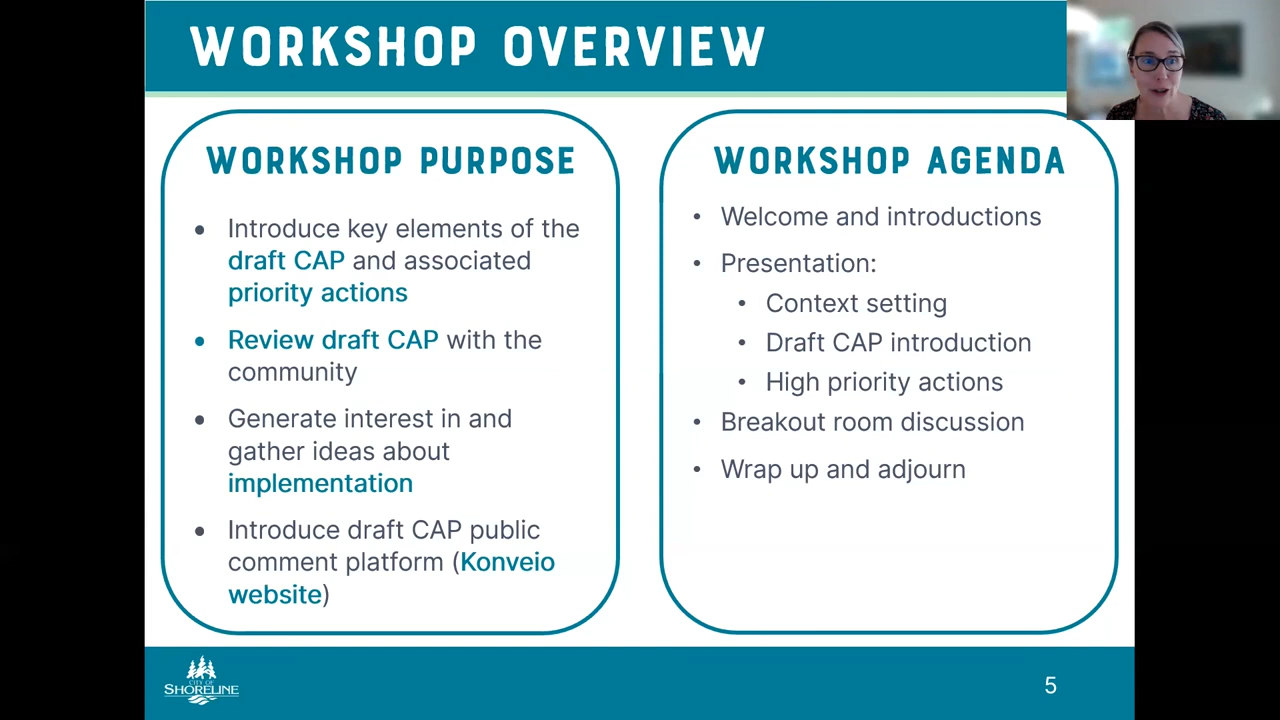 WORKSHOP OVERVIEW
WORKSHOP PURPOSE
• Introduce key elements of the
draft CAP and associated
priority actions
• Review draft CAP with the
community
• Generate interest in and
gather ideas about
implementation
• Introduce draft CAP public
comment platform (Konveio
website)
WORKSHOP AGENDA
• Welcome and introductions
• Presentation:
• Context setting
• Draft CAP introduction
• High priority actions
• Breakout room discussion
• Wrap up and adjourn
CITY OF
SHORELINE
5